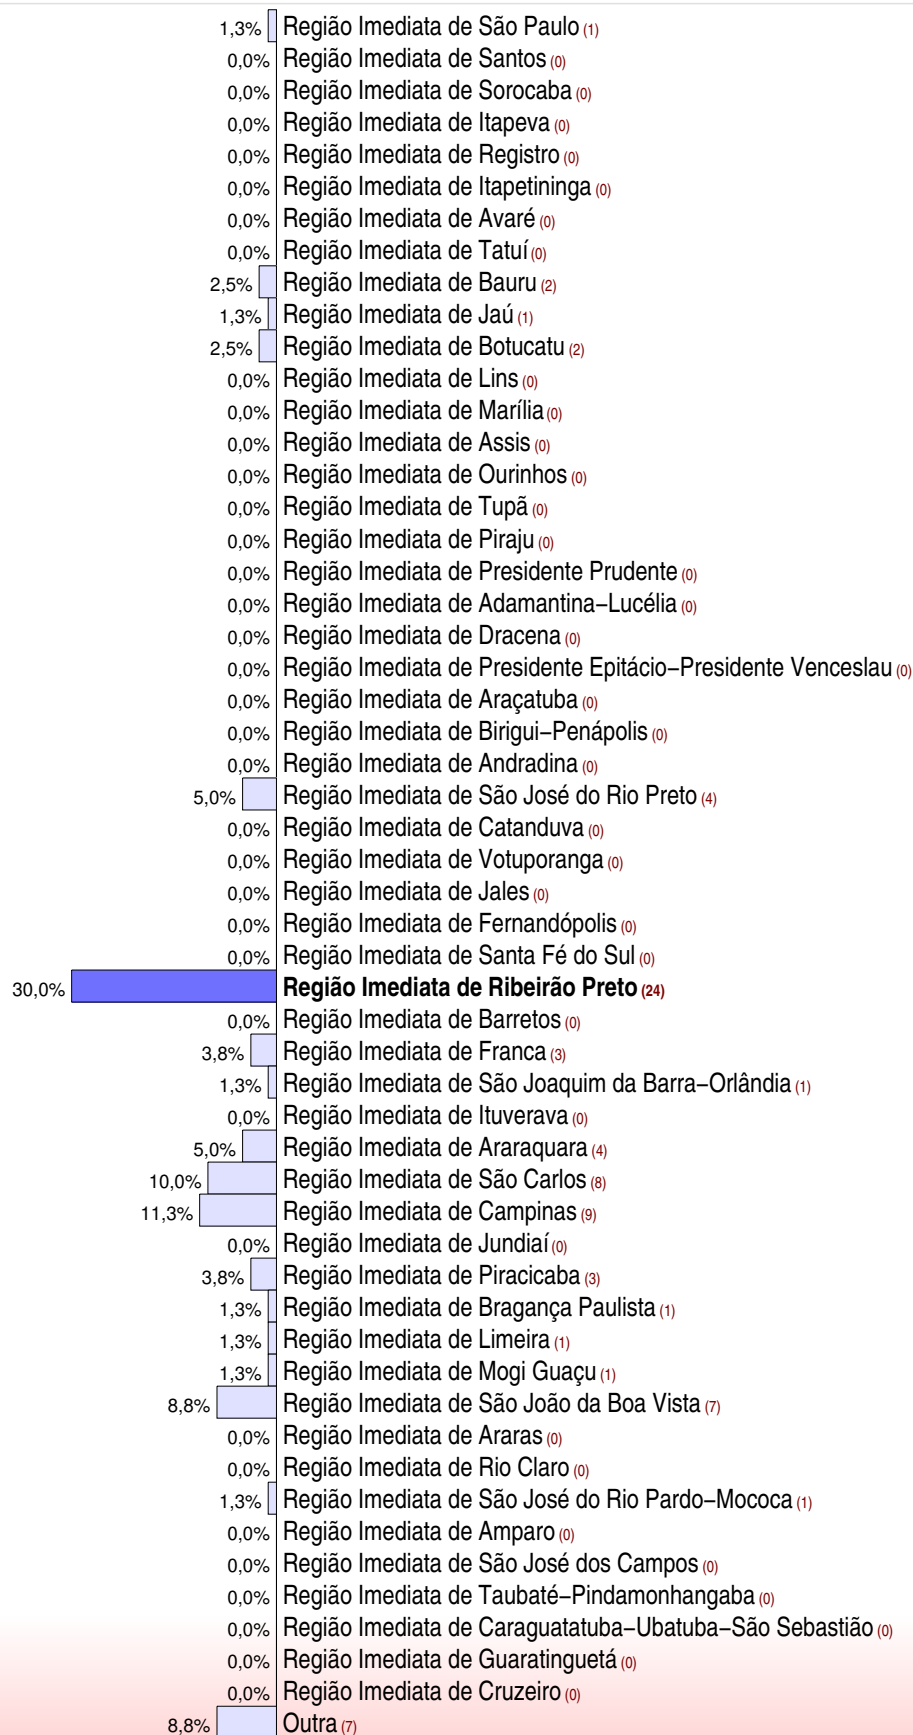 1,3% Região Imediata de São Paulo (1)
0,0% Região Imediata de Santos (0)
0,0% Região Imediata de Sorocaba (0)
0,0% Região Imediata de Itapeva (0)
0,0% Região Imediata de Registro (0)
0,0% Região Imediata de Itapetininga (0)
0,0% Região Imediata de Avaré (0)
0,0% Região Imediata de Tatuí (0)
2,5% Região Imediata de Bauru (2)
1,3% Região Imediata de Jaú (1)
2,5% Região Imediata de Botucatu (2)
0,0% Região Imediata de Lins (0)
0,0% Região Imediata de Marília (0)
0,0% Região Imediata de Assis (0)
0,0% Região Imediata de Ourinhos (0)
0,0% Região Imediata de Tupã (0)
0,0% Região Imediata de Piraju (0)
0,0% Região Imediata de Presidente Prudente (0)
0,0% Região Imediata de Adamantina–Lucélia (0)
0,0% Região Imediata de Dracena (0)
0,0% Região Imediata de Presidente Epitácio–Presidente Venceslau (0)
0,0% Região Imediata de Araçatuba (0)
0,0% Região Imediata de Birigui–Penápolis (0)
0,0% Região Imediata de Andradina (0)
5,0% Região Imediata de São José do Rio Preto (4)
0,0% Região Imediata de Catanduva (0)
0,0% Região Imediata de Votuporanga (0)
0,0% Região Imediata de Jales (0)
0,0% Região Imediata de Fernandópolis (0)
0,0% Região Imediata de Santa Fé do Sul (0)
30,0% Região Imediata de Ribeirão Preto (24)
0,0% Região Imediata de Barretos (0)
3,8% Região Imediata de Franca (3)
1,3% Região Imediata de São Joaquim da Barra–Orlândia (1)
0,0% Região Imediata de Ituverava (0)
5,0% Região Imediata de Araraquara (4)
10,0% Região Imediata de São Carlos (8)
11,3% Região Imediata de Campinas (9)
0,0% Região Imediata de Jundiaí (0)
3,8% Região Imediata de Piracicaba (3)
1,3% Região Imediata de Bragança Paulista (1)
1,3% Região Imediata de Limeira (1)
1,3% Região Imediata de Mogi Guaçu (1)
8,8% Região Imediata de São João da Boa Vista (7)
0,0% Região Imediata de Araras (0)
0,0% Região Imediata de Rio Claro (0)
1,3% Região Imediata de São José do Rio Pardo–Mococa (1)
0,0% Região Imediata de Amparo (0)
0,0% Região Imediata de São José dos Campos (0)
0,0% Região Imediata de Taubaté–Pindamonhangaba (0)
0,0% Região Imediata de Caraguatatuba–Ubatuba–São Sebastião (0)
0,0% Região Imediata de Guaratinguetá (0)
0,0% Região Imediata de Cruzeiro (0)
8,8% Outra (7)